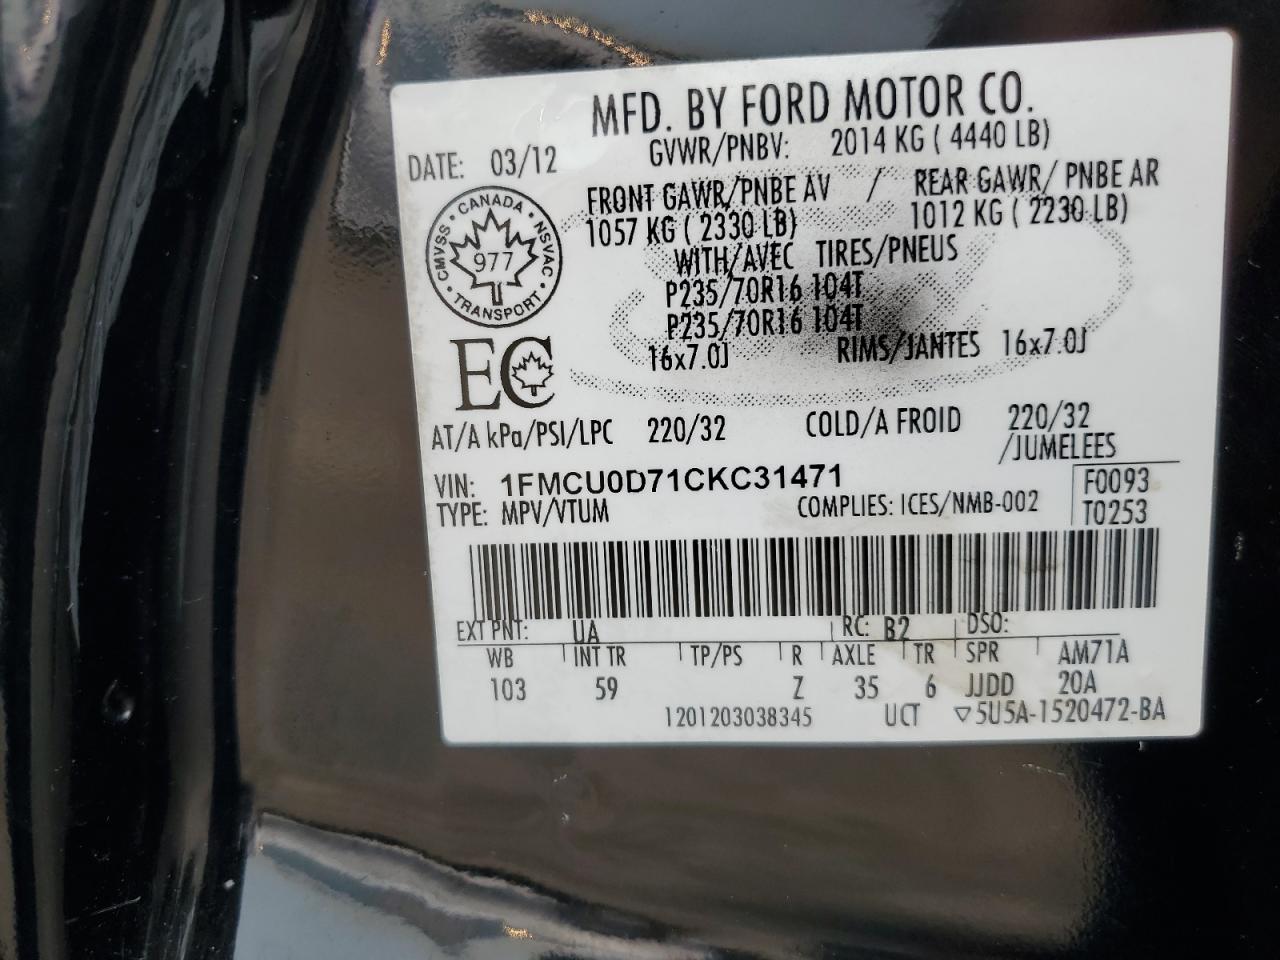 MFD. BY FORD MOTOR CO.
DATE: 03/12 GVWR/PNBV: 2014 KG ( 4440 LB)
FRONT GAWR/PNBE AV / REAR GAWR/ PNBE AR
1057 KG ( 2330 LB) 1012 KG ( 2230 LB)
WITH/AVEC TIRES/PNEUS
P235/70R16 104T
P235/70R16 104T
16x7.0J RIMS/JANTES 16x7.0J
CANADA
CMVSS 977 NSVAC
TRANSPORT
EC
AT/A kPa/PSI/LPC 220/32 COLD/A FROID 220/32
/JUMELEES
VIN: 1FMCU0D71CKC31471 F0093
TYPE: MPV/VTUM COMPLIES: ICES/NMB-002 T0253
EXT PNT: UA RC: B2 DSO:
WB INT TR TP/PS R AXLE TR SPR AM71A
103 59 Z 35 6 JJDD 20A
1201203038345 UCT ▽5U5A-1520472-BA